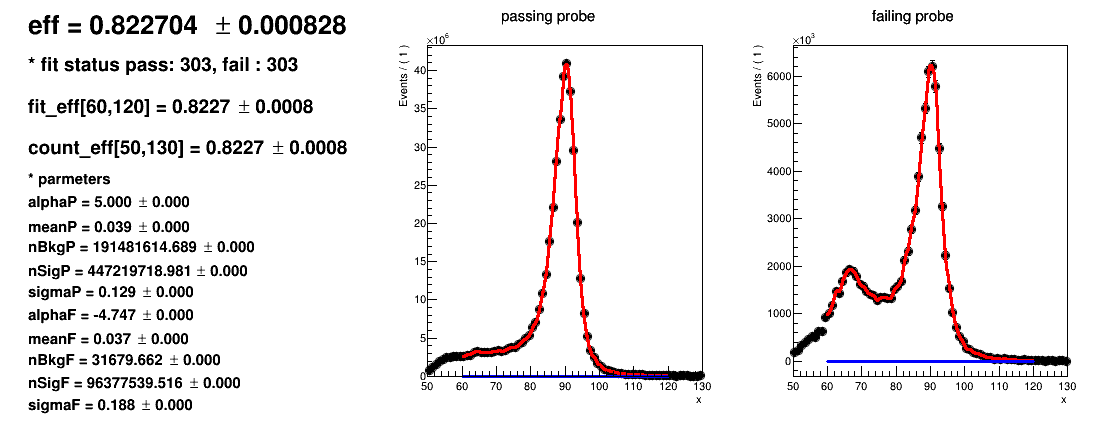 eff = 0.822704 ± 0.000828
* fit status pass: 303, fail : 303
fit_eff[60,120] = 0.8227 ± 0.0008
count_eff[50,130] = 0.8227 ± 0.0008
* parmeters
alphaP = 5.000 ± 0.000
meanP = 0.039 ± 0.000
nBkgP = 191481614.689 ± 0.000
nSigP = 447219718.981 ± 0.000
sigmaP = 0.129 ± 0.000
alphaF = -4.747 ± 0.000
meanF = 0.037 ± 0.000
nBkgF = 31679.662 ± 0.000
nSigF = 96377539.516 ± 0.000
sigmaF = 0.188 ± 0.000
passing probe
×10⁶
Events / ( 1 )
40
35
30
25
20
15
10
5
0
50 60 70 80 90 100 110 120 130
x
failing probe
×10³
Events / ( 1 )
6000
5000
4000
3000
2000
1000
0
50 60 70 80 90 100 110 120 130
x